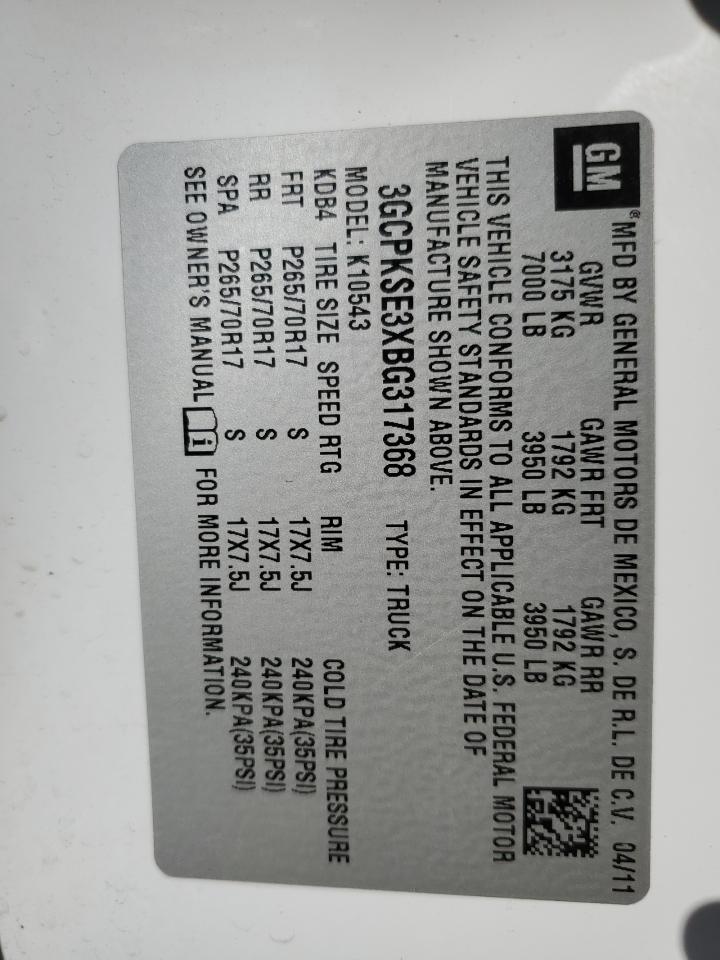 GM ® MFD BY GENERAL MOTORS DE MEXICO, S. DE R.L. DE C.V. 04/11
GVWR GAWR FRT GAWR RR
3175 KG 1792 KG 1792 KG
7000 LB 3950 LB 3950 LB
THIS VEHICLE CONFORMS TO ALL APPLICABLE U.S. FEDERAL MOTOR
VEHICLE SAFETY STANDARDS IN EFFECT ON THE DATE OF
MANUFACTURE SHOWN ABOVE.
3GCPKSE3XBG317368 TYPE: TRUCK
MODEL: K10543
KDB4 TIRE SIZE SPEED RTG RIM COLD TIRE PRESSURE
FRT P265/70R17 S 17X7.5J 240KPA(35PSI)
RR P265/70R17 S 17X7.5J 240KPA(35PSI)
SPA P265/70R17 S 17X7.5J 240KPA(35PSI)
SEE OWNER'S MANUAL i FOR MORE INFORMATION.